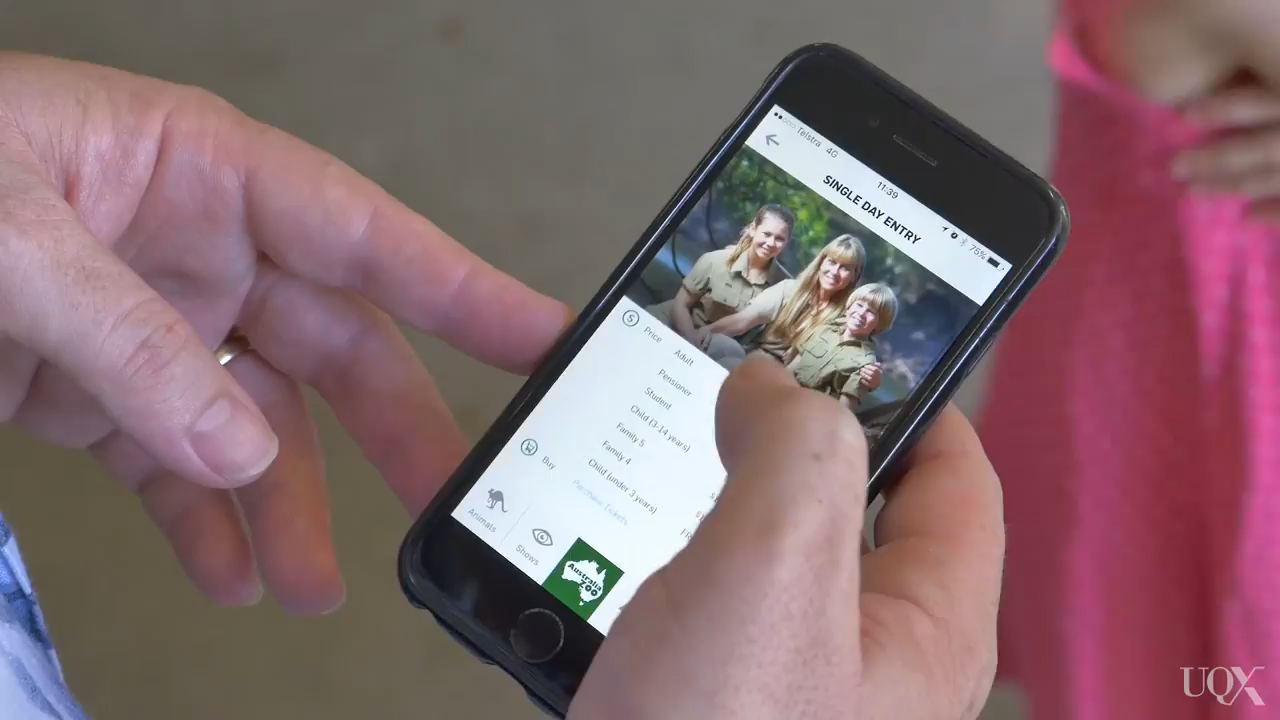 Telstra 4G
11:39
75%
SINGLE DAY ENTRY
Price
Adult
Pensioner
Student
Child (3-14 years)
Family 5
Family 4
Child (under 3 years)
Buy
Purchase Tickets
Animals
Shows
Australia
ZOO
UQX